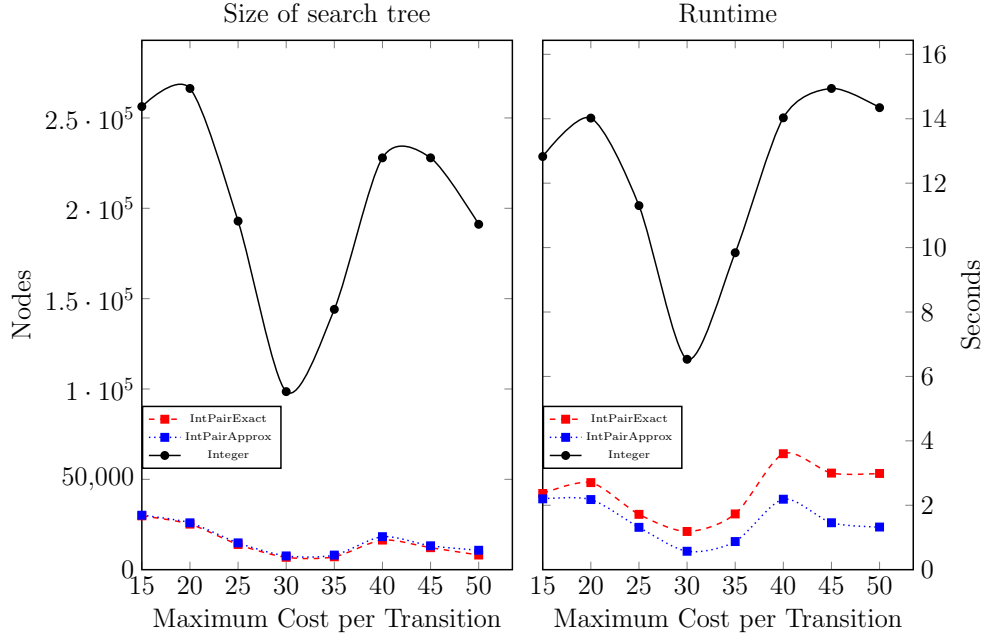 Size of search tree
2.5 · 10^5
2 · 10^5
1.5 · 10^5
1 · 10^5
50,000
0
Nodes
IntPairExact
IntPairApprox
Integer
15 20 25 30 35 40 45 50
Maximum Cost per Transition
Runtime
16
14
12
10
8
6
4
2
0
Seconds
IntPairExact
IntPairApprox
Integer
15 20 25 30 35 40 45 50
Maximum Cost per Transition